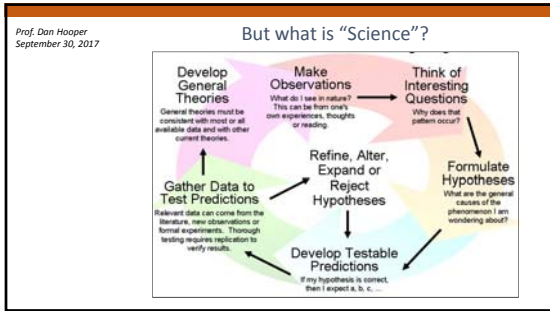 Prof. Dan Hooper
September 30, 2017
But what is “Science”?
Make
Observations
What do I see in nature?
This can be from one's
own experiences, thoughts
or reading.
Think of
Interesting
Questions
Why does that
pattern occur?
Formulate
Hypotheses
What are the general
causes of the
phenomenon I am
wondering about?
Develop Testable
Predictions
If my hypothesis is correct,
then I expect a, b, c, ...
Gather Data to
Test Predictions
Relevant data can come from the
literature, new observations or
formal experiments. Thorough
testing requires replication to
verify results.
Refine, Alter,
Expand or
Reject
Hypotheses
Develop
General
Theories
General theories must be
consistent with most or all
available data and with other
current theories.